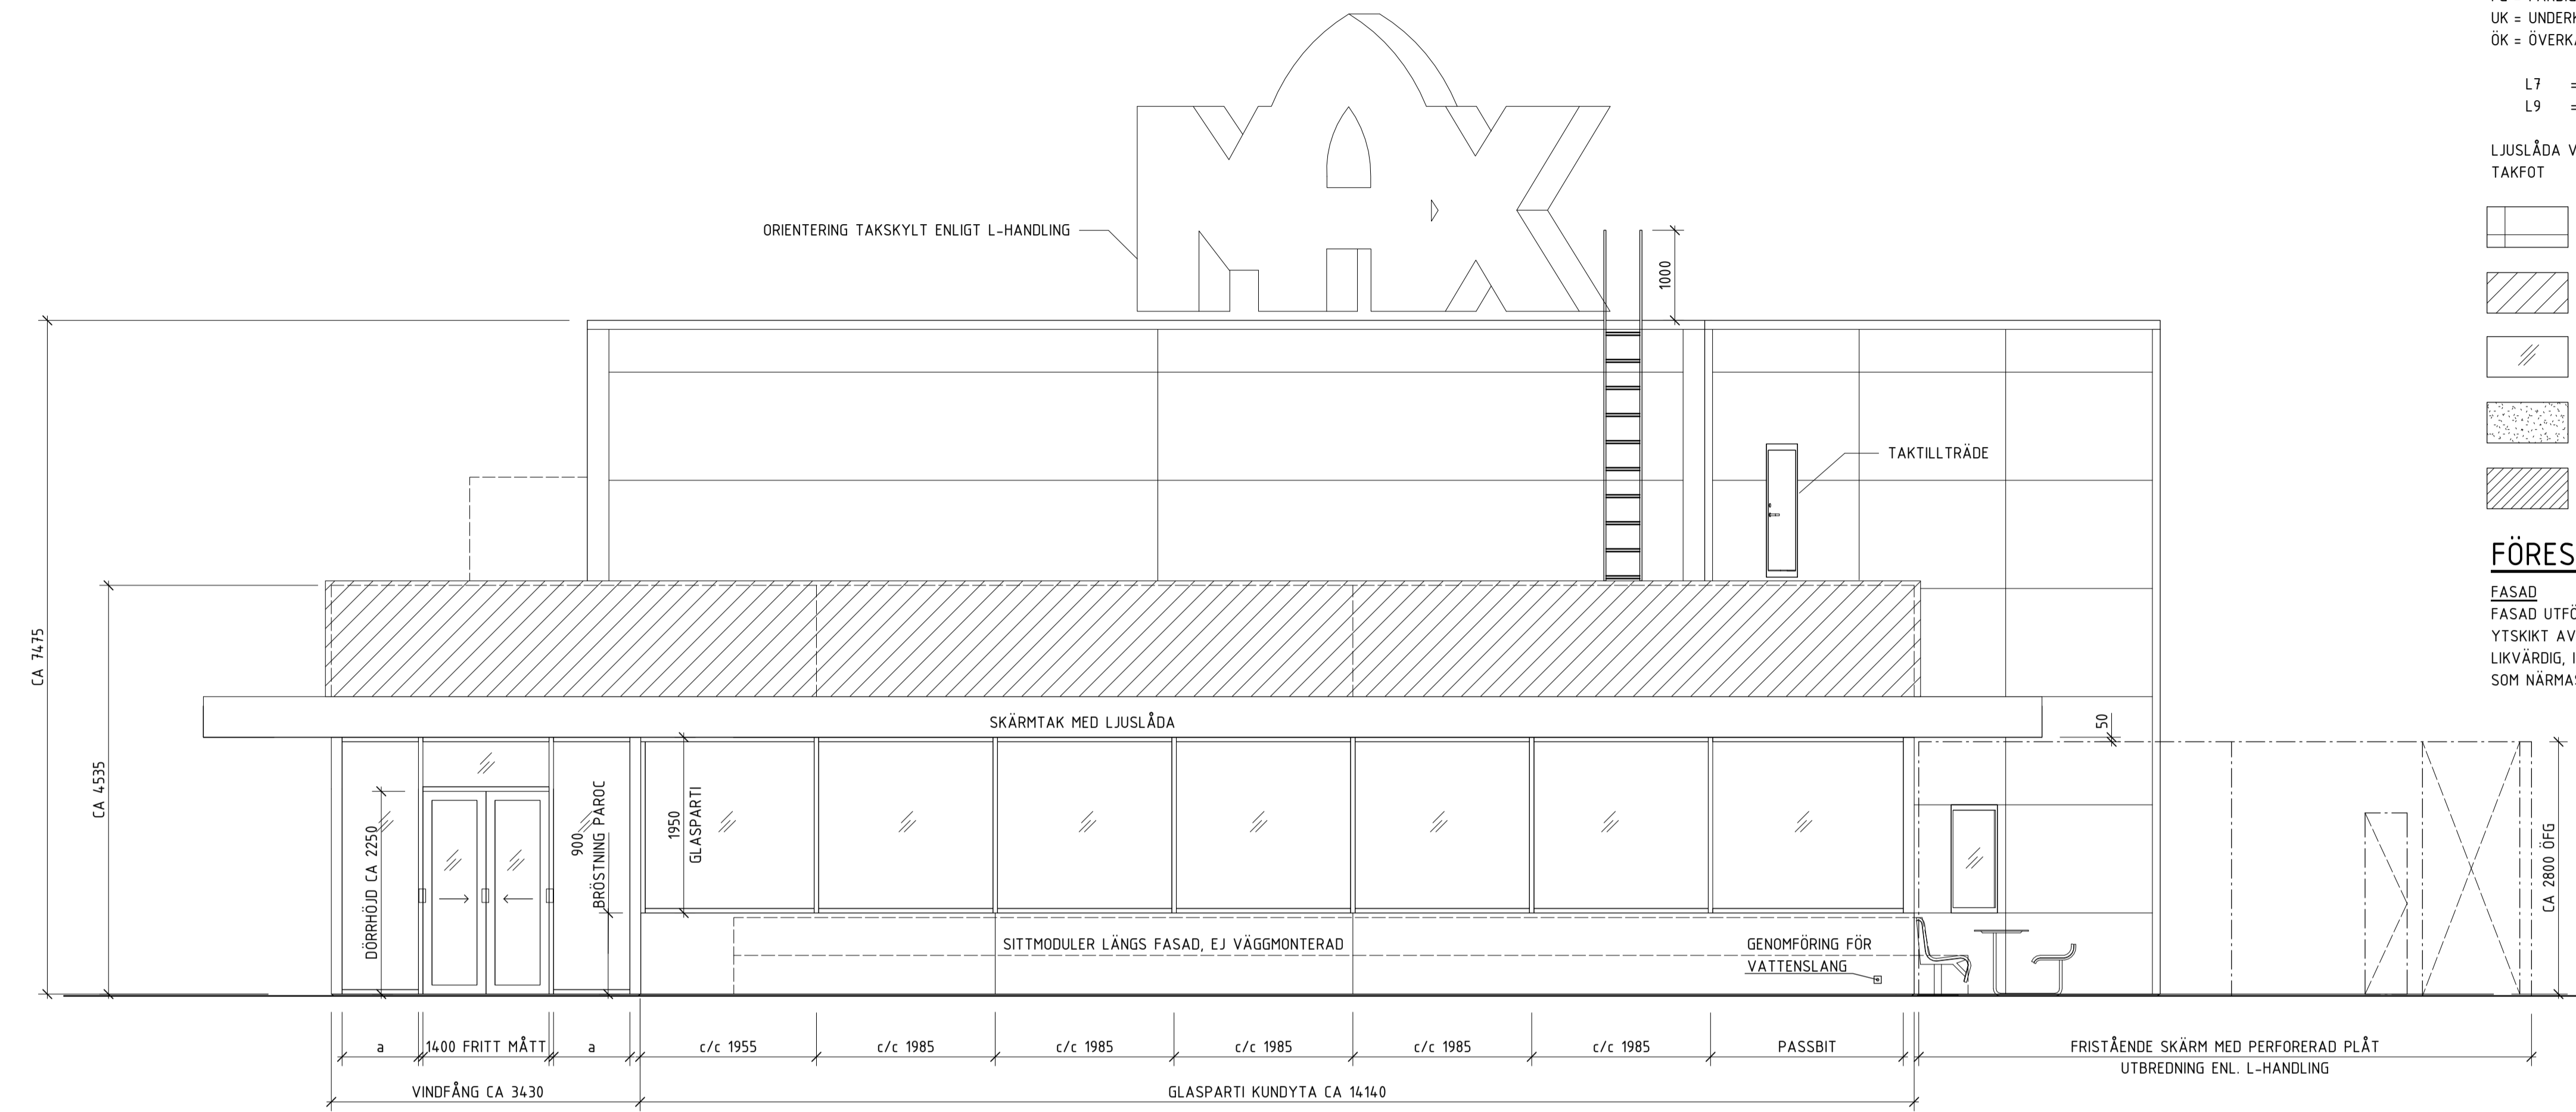 UK = UNDERK
ÖK = ÖVERKA
L7 =
L9 =
LJUSLÅDA V
TAKFOT
MAX
ORIENTERING TAKSKYLT ENLIGT L-HANDLING
1000
TAKTILLTRÄDE
FÖRES
FASAD
FASAD UTFÖ
YTSKIKT AV
LIKVÄRDIG, I
SOM NÄRMAS
CA 7475
CA 4535
SKÄRMTAK MED LJUSLÅDA
50
DÖRRHÖJD CA 2250
900
BRÖSTNING PAROC
1950
GLASPARTI
CA 2800 ÖFG
SITTMODULER LÄNGS FASAD, EJ VÄGGMONTERAD
GENOMFÖRING FÖR
VATTENSLANG
a
1400 FRITT MÅTT
a
c/c 1955
c/c 1985
c/c 1985
c/c 1985
c/c 1985
c/c 1985
PASSBIT
FRISTÅENDE SKÄRM MED PERFORERAD PLÅT
UTBREDNING ENL. L-HANDLING
VINDFÅNG CA 3430
GLASPARTI KUNDYTA CA 14140